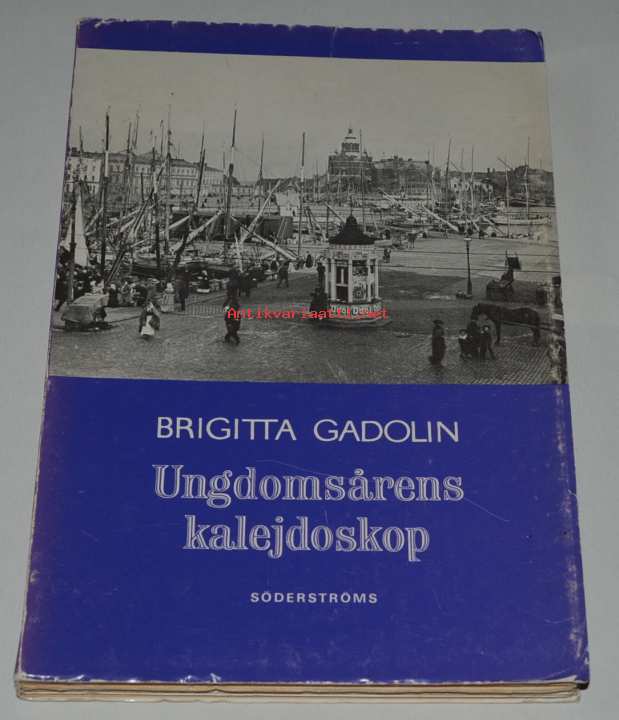 Antikvariaatti.net
BRIGITTA GADOLIN
Ungdomsårens
kalejdoskop
SÖDERSTRÖMS